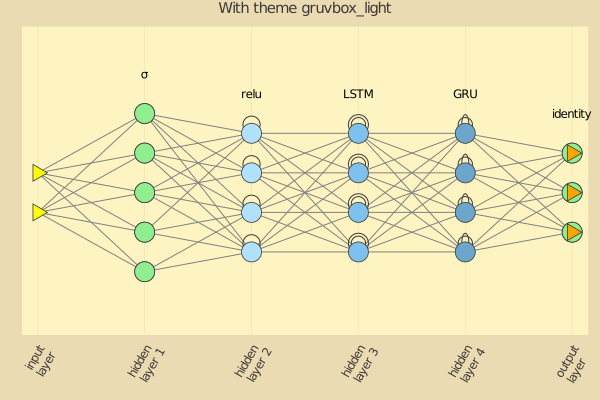 With theme gruvbox_light
σ
relu
LSTM
GRU
identity
input
layer
hidden
layer 1
hidden
layer 2
hidden
layer 3
hidden
layer 4
output
layer